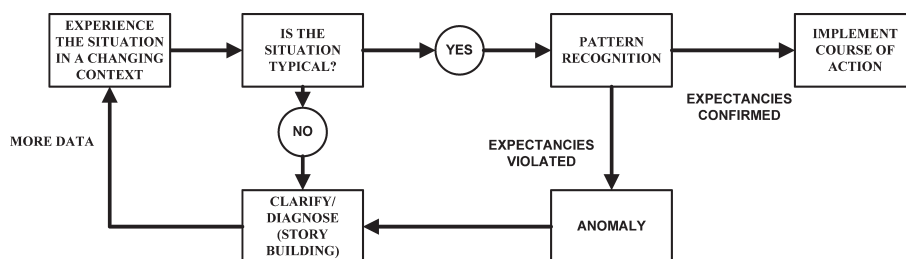 EXPERIENCE
THE SITUATION
IN A CHANGING
CONTEXT
IS THE
SITUATION
TYPICAL?
YES
PATTERN
RECOGNITION
IMPLEMENT
COURSE OF
ACTION
MORE DATA
NO
EXPECTANCIES
VIOLATED
EXPECTANCIES
CONFIRMED
CLARIFY/
DIAGNOSE
(STORY
BUILDING)
ANOMALY